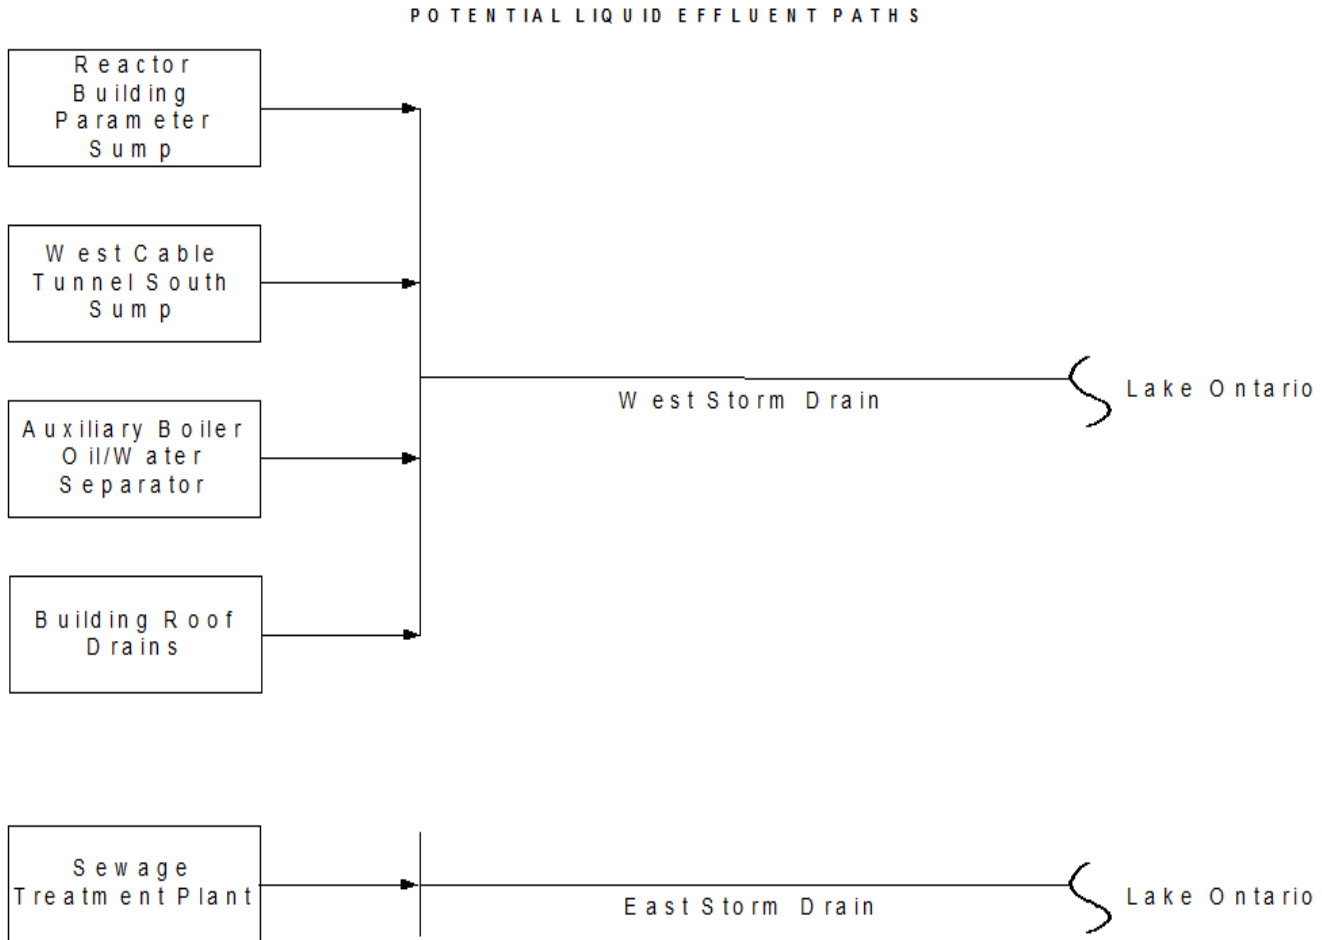 POTENTIAL LIQUID EFFLUENT PATHS
Reactor
Building
Parameter
Sump
West Cable
Tunnel South
Sump
West Storm Drain
Lake Ontario
Auxiliary Boiler
Oil/Water
Separator
Building Roof
Drains
Sewage
Treatment Plant
East Storm Drain
Lake Ontario